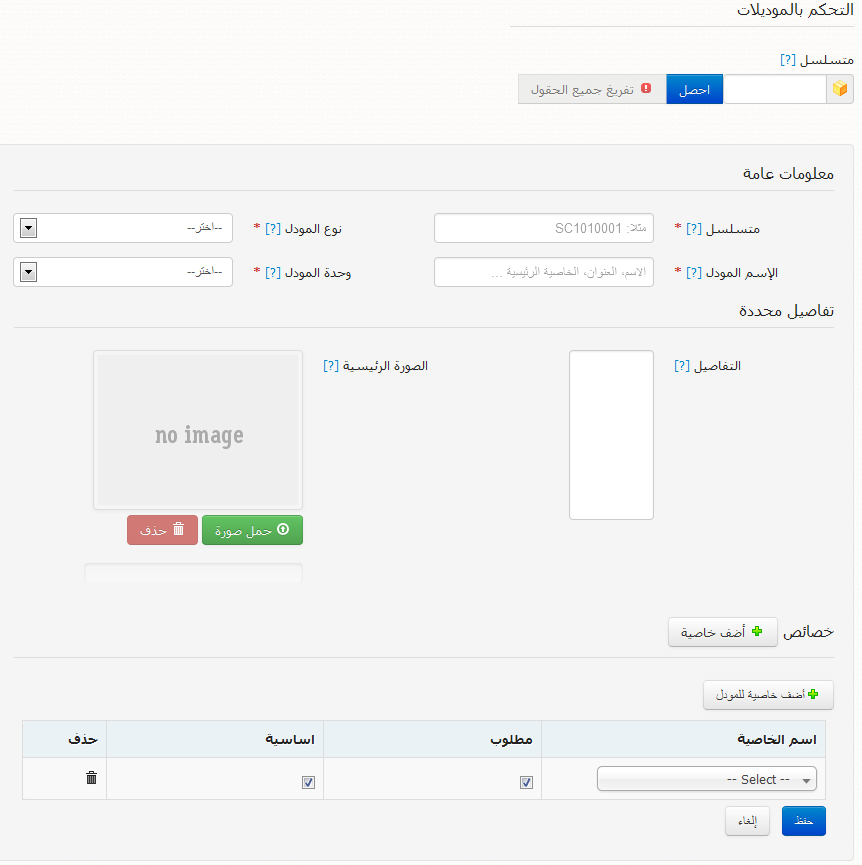 التحكم بالموديلات
متسلسل [?]
احصل تفريغ جميع الحقول
معلومات عامة
متسلسل [?] * مثلا: SC1010001 نوع المودل [?] * --اختر--
الإسم المودل [?] * الاسم، العنوان، الخاصية الرئيسية ... وحدة المودل [?] * --اختر--
تفاصيل محددة
التفاصيل [?] الصورة الرئيسية [?]
no image
حمل صورة حذف
خصائص أضف خاصية
أضف خاصية للمودل
اسم الخاصية مطلوب اساسية حذف
-- Select --
حفظ إلغاء